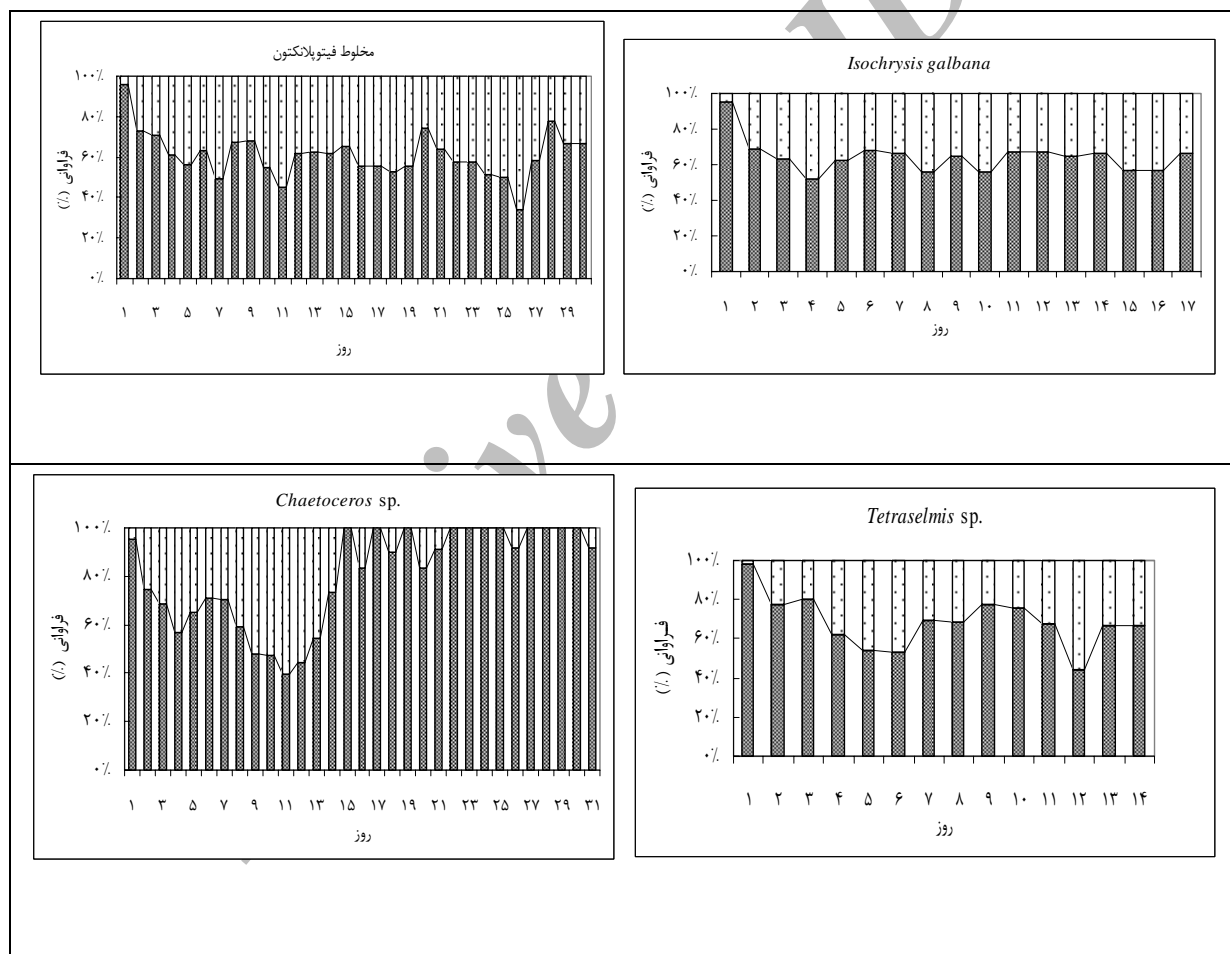 مخلوط فیتوپلانکتون
فراوانی (٪)
۱۰۰٪
۸۰٪
۶۰٪
۴۰٪
۲۰٪
۰٪
۱ ۳ ۵ ۷ ۹ ۱۱ ۱۳ ۱۵ ۱۷ ۱۹ ۲۱ ۲۳ ۲۵ ۲۷ ۲۹
روز
Isochrysis galbana
فراوانی (٪)
۱۰۰٪
۸۰٪
۶۰٪
۴۰٪
۲۰٪
۰٪
۱ ۲ ۳ ۴ ۵ ۶ ۷ ۸ ۹ ۱۰ ۱۱ ۱۲ ۱۳ ۱۴ ۱۵ ۱۶ ۱۷
روز
Chaetoceros sp.
فراوانی (٪)
۱۰۰٪
۸۰٪
۶۰٪
۴۰٪
۲۰٪
۰٪
۱ ۳ ۵ ۷ ۹ ۱۱ ۱۳ ۱۵ ۱۷ ۱۹ ۲۱ ۲۳ ۲۵ ۲۷ ۲۹ ۳۱
روز
Tetraselmis sp.
فراوانی (٪)
۱۰۰٪
۸۰٪
۶۰٪
۴۰٪
۲۰٪
۰٪
۱ ۲ ۳ ۴ ۵ ۶ ۷ ۸ ۹ ۱۰ ۱۱ ۱۲ ۱۳ ۱۴
روز